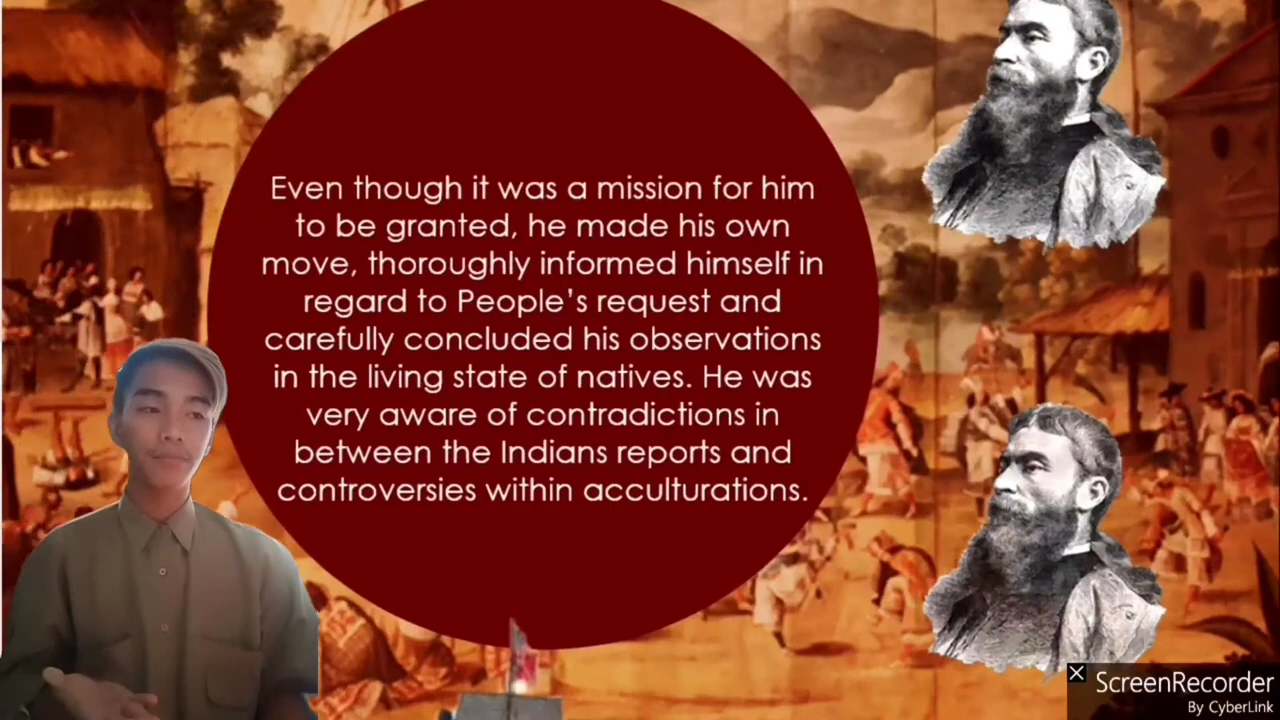 Even though it was a mission for him
to be granted, he made his own
move, thoroughly informed himself in
regard to People's request and
carefully concluded his observations
in the living state of natives. He was
very aware of contradictions in
between the Indians reports and
controversies within acculturations.
ScreenRecorder
By CyberLink